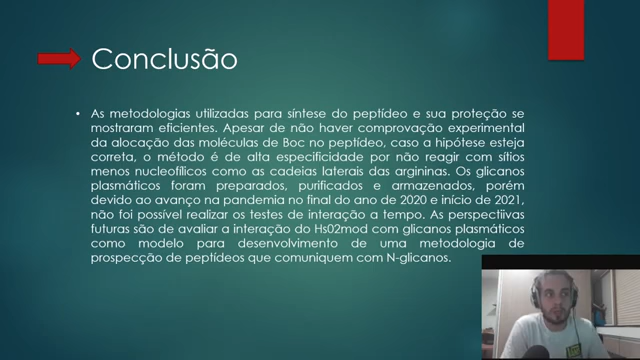 Conclusão
• As metodologias utilizadas para síntese do peptídeo e sua proteção se
mostraram eficientes. Apesar de não haver comprovação experimental
da alocação das moléculas de Boc no peptídeo, caso a hipótese esteja
correta, o método é de alta especificidade por não reagir com sítios
menos nucleofílicos como as cadeias laterais das argininas. Os glicanos
plasmáticos foram preparados, purificados e armazenados, porém
devido ao avanço na pandemia no final do ano de 2020 e início de 2021,
não foi possível realizar os testes de interação a tempo. As perspectiivas
futuras são de avaliar a interação do Hs02mod com glicanos plasmáticos
como modelo para desenvolvimento de uma metodologia de
prospecção de peptídeos que comuniquem com N-glicanos.